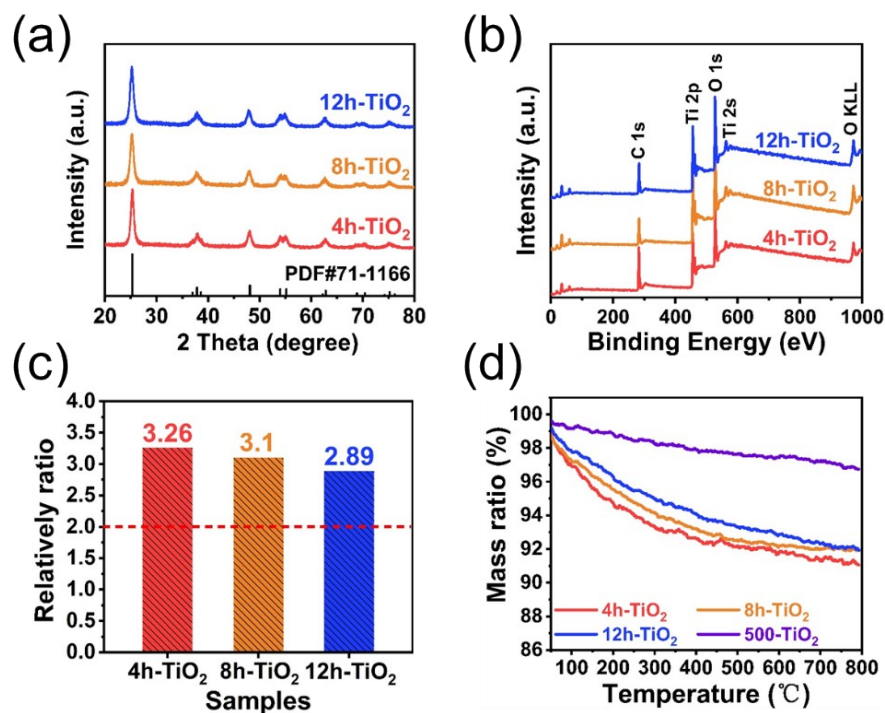 (a)
Intensity (a.u.)
12h-TiO₂
8h-TiO₂
4h-TiO₂
PDF#71-1166
20 30 40 50 60 70 80
2 Theta (degree)
(b)
Intensity (a.u.)
C 1s
Ti 2p
O 1s
Ti 2s
O KLL
12h-TiO₂
8h-TiO₂
4h-TiO₂
0 200 400 600 800 1000
Binding Energy (eV)
(c)
Relatively ratio
4.0
3.5
3.0
2.5
2.0
1.5
1.0
0.5
0.0
3.26
3.1
2.89
4h-TiO₂ 8h-TiO₂ 12h-TiO₂
Samples
(d)
Mass ratio (%)
100
98
96
94
92
90
88
86
4h-TiO₂ 8h-TiO₂
12h-TiO₂ 500-TiO₂
100 200 300 400 500 600 700 800
Temperature (℃)